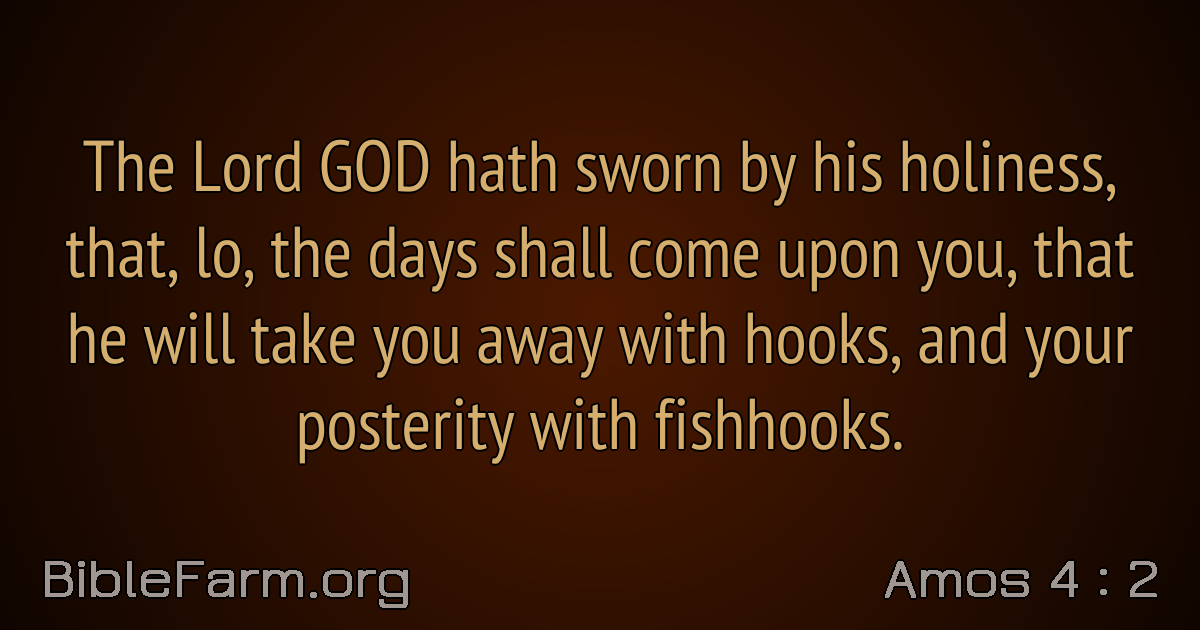 The Lord GOD hath sworn by his holiness,
that, lo, the days shall come upon you, that
he will take you away with hooks, and your
posterity with fishhooks.
BibleFarm.org
Amos 4 : 2